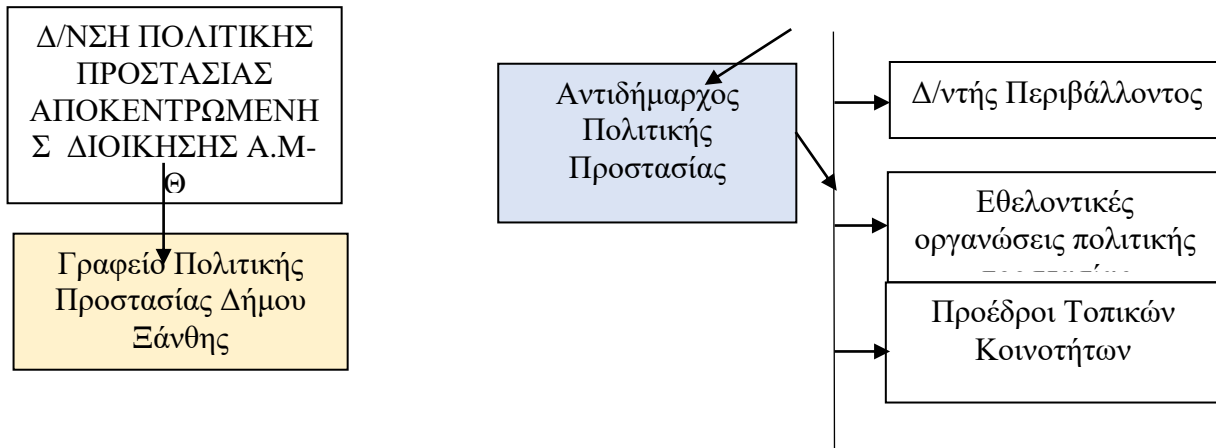 Δ/ΝΣΗ ΠΟΛΙΤΙΚΗΣ
ΠΡΟΣΤΑΣΙΑΣ
ΑΠΟΚΕΝΤΡΩΜΕΝΗ
Σ ΔΙΟΙΚΗΣΗΣ Α.Μ-
Θ
Γραφείο Πολιτικής
Προστασίας Δήμου
Ξάνθης
Αντιδήμαρχος
Πολιτικής
Προστασίας
Δ/ντής Περιβάλλοντος
Εθελοντικές
οργανώσεις πολιτικής
Προέδροι Τοπικών
Κοινοτήτων